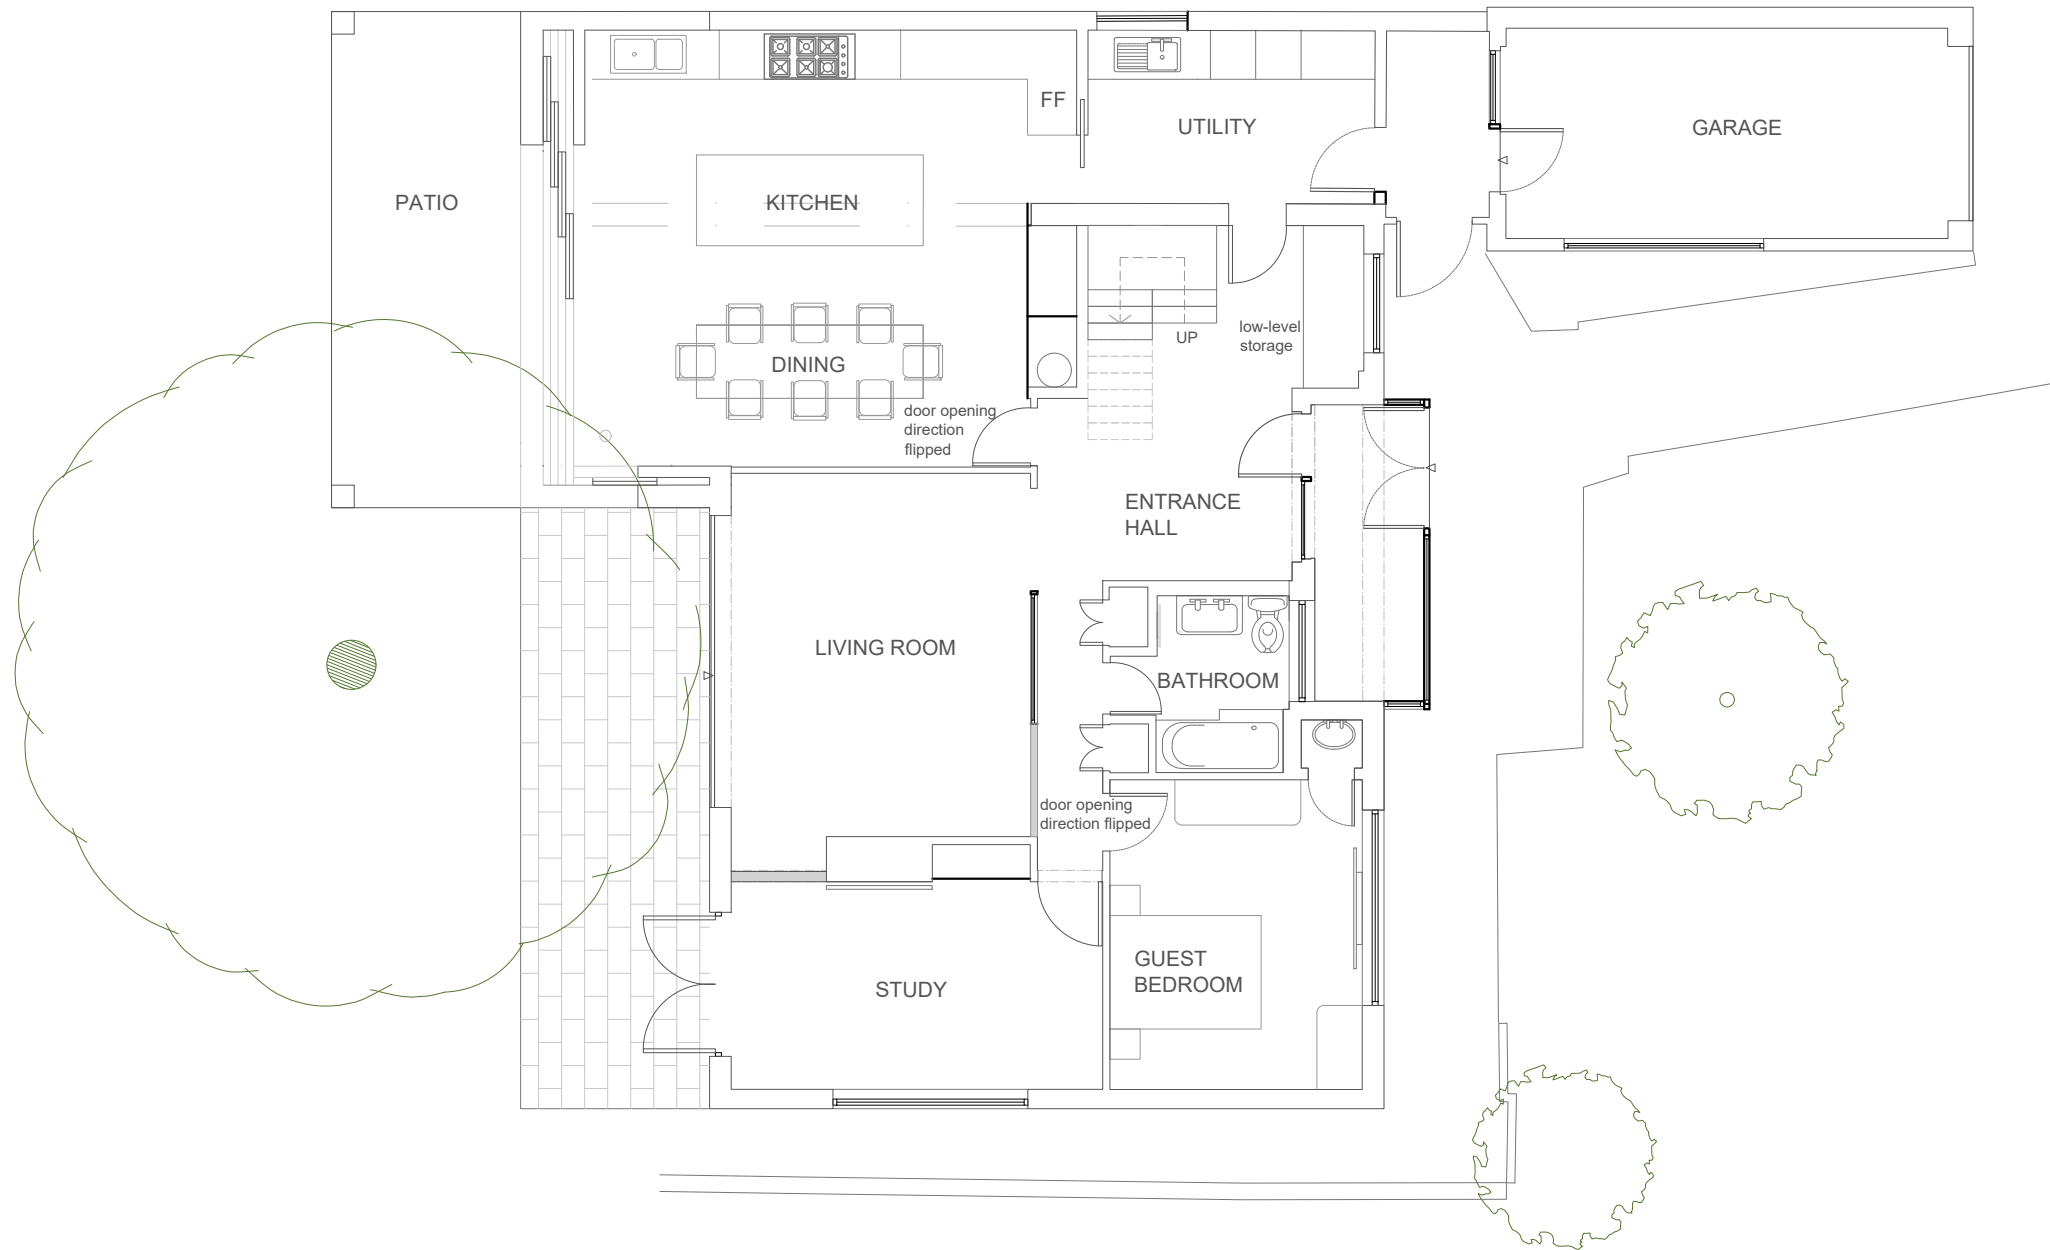 FF
UTILITY
GARAGE
PATIO
KITCHEN
UP
low-level
storage
DINING
door opening
direction
flipped
ENTRANCE
HALL
LIVING ROOM
BATHROOM
door opening
direction flipped
GUEST
BEDROOM
STUDY